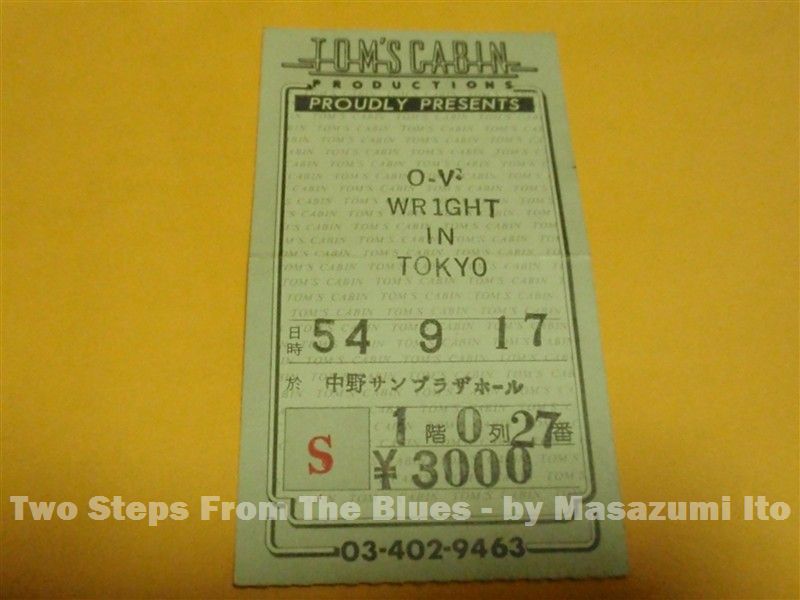 TOM'S CABIN
PRODUCTIONS
PROUDLY PRESENTS
O-V.
WR1GHT
IN
TOKYO
日時 54 9 17
於 中野サンプラザホール
S 1階 0列 27番
¥3000
Two Steps From The Blues - by Masazumi Ito
03-402-9463